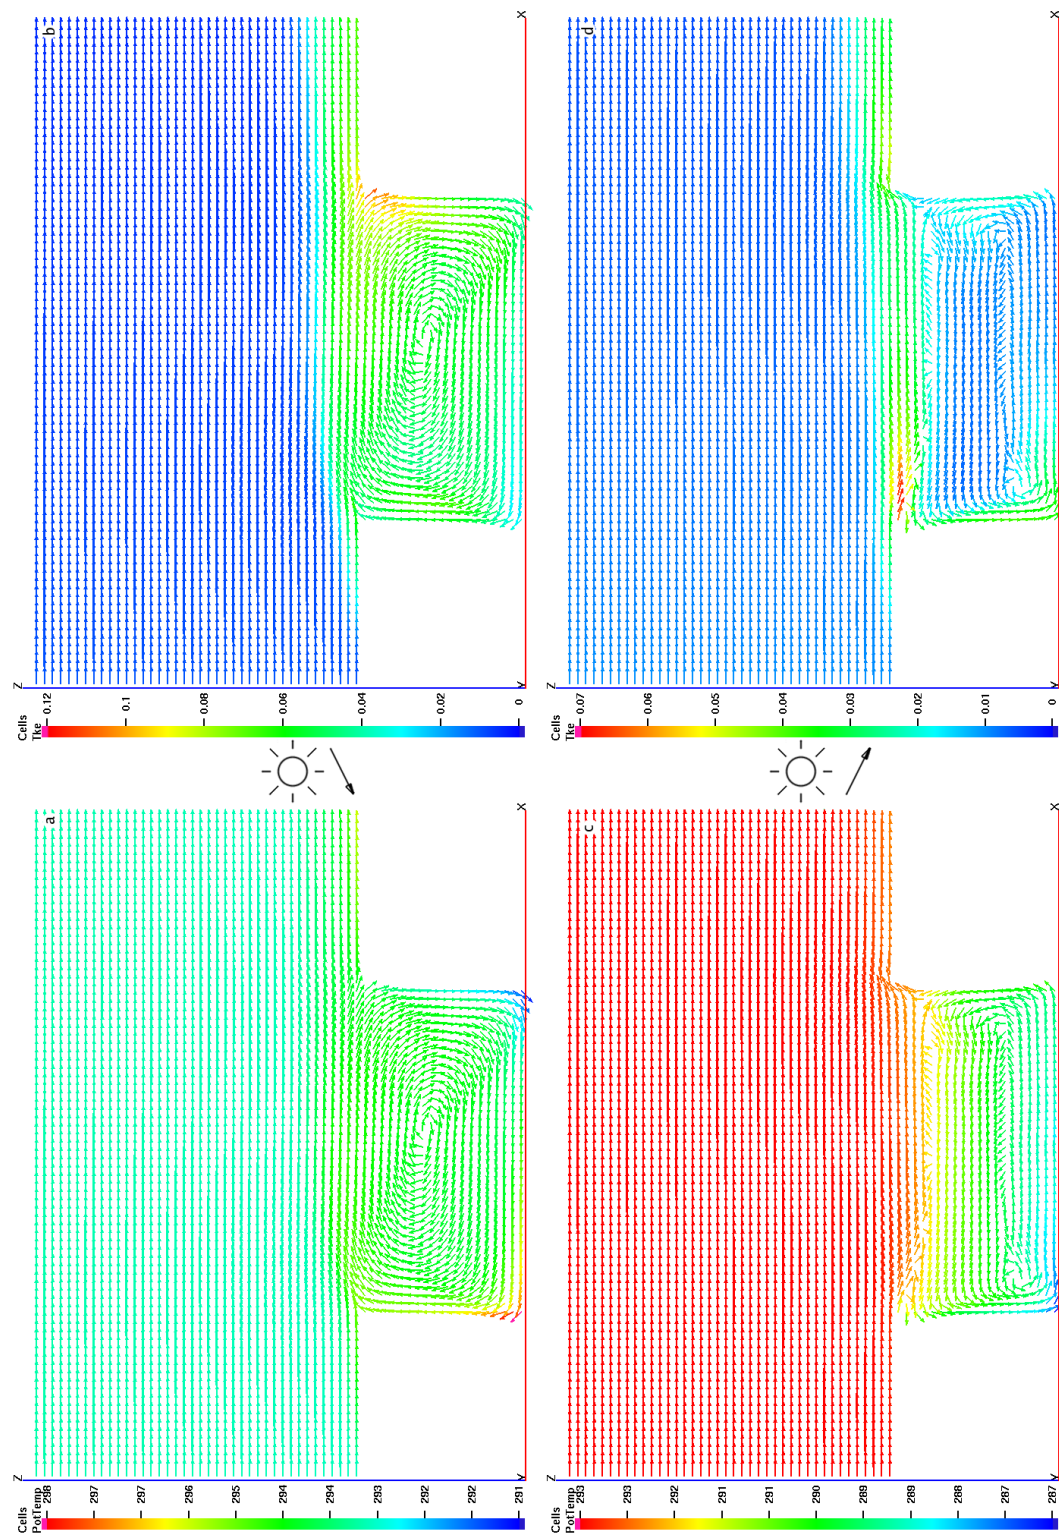 Cells
PotTemp
298
297
297
296
295
294
294
293
292
292
291
Z
Y
X
a
Cells
Tke
0.12
0.1
0.08
0.06
0.04
0.02
0
Z
Y
X
b
Cells
PotTemp
293
293
292
291
291
290
289
289
288
287
287
Z
Y
X
c
Cells
Tke
0.07
0.06
0.05
0.04
0.03
0.02
0.01
0
Z
Y
X
d